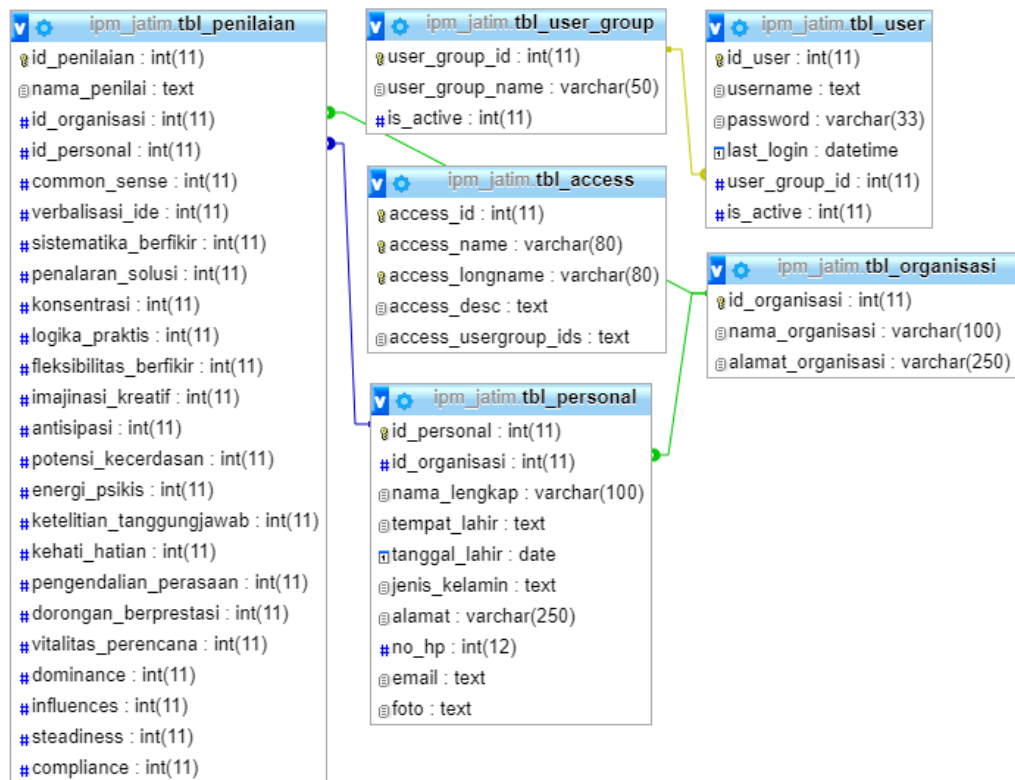 ipm_jatim.tbl_penilaian
id_penilaian : int(11)
nama_penilai : text
id_organisasi : int(11)
id_personal : int(11)
common_sense : int(11)
verbalisasi_ide : int(11)
sistematika_berfikir : int(11)
penalaran_solusi : int(11)
konsentrasi : int(11)
logika_praktis : int(11)
fleksibilitas_berfikir : int(11)
imajinasi_kreatif : int(11)
antisipasi : int(11)
potensi_kecerdasan : int(11)
energi_psikis : int(11)
ketelitian_tanggungjawab : int(11)
kehati_hatian : int(11)
pengendalian_perasaan : int(11)
dorongan_berprestasi : int(11)
vitalitas_perencana : int(11)
dominance : int(11)
influences : int(11)
steadiness : int(11)
compliance : int(11)
ipm_jatim.tbl_user_group
user_group_id : int(11)
user_group_name : varchar(50)
is_active : int(11)
ipm_jatim.tbl_access
access_id : int(11)
access_name : varchar(80)
access_longname : varchar(80)
access_desc : text
access_usergroup_ids : text
ipm_jatim.tbl_personal
id_personal : int(11)
id_organisasi : int(11)
nama_lengkap : varchar(100)
tempat_lahir : text
tanggal_lahir : date
jenis_kelamin : text
alamat : varchar(250)
no_hp : int(12)
email : text
foto : text
ipm_jatim.tbl_user
id_user : int(11)
username : text
password : varchar(33)
last_login : datetime
user_group_id : int(11)
is_active : int(11)
ipm_jatim.tbl_organisasi
id_organisasi : int(11)
nama_organisasi : varchar(100)
alamat_organisasi : varchar(250)